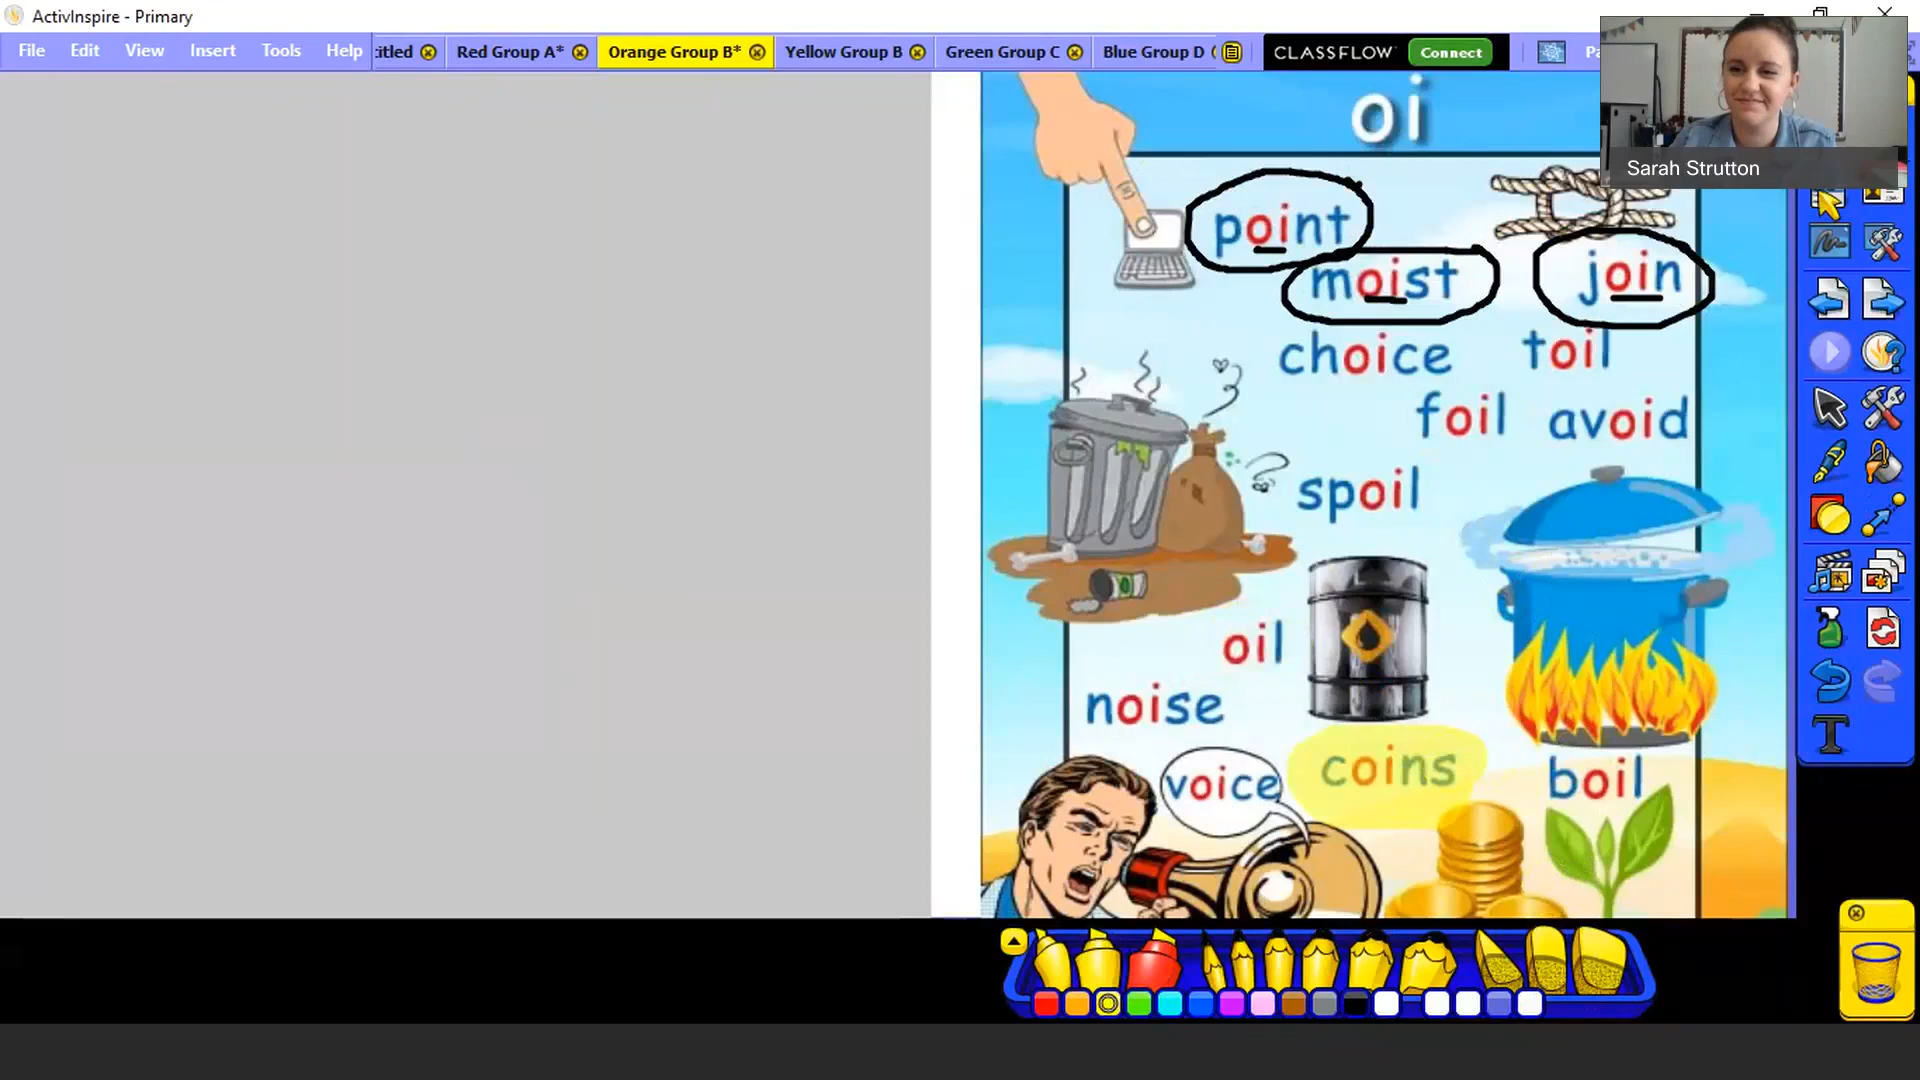 ActivInspire - Primary
File Edit View Insert Tools Help
titled Red Group A* Orange Group B* Yellow Group B Green Group C Blue Group D
CLASSFLOW Connect
Sarah Strutton
oi
point
moist join
choice toil
foil avoid
spoil
oil
noise
voice coins boil
T